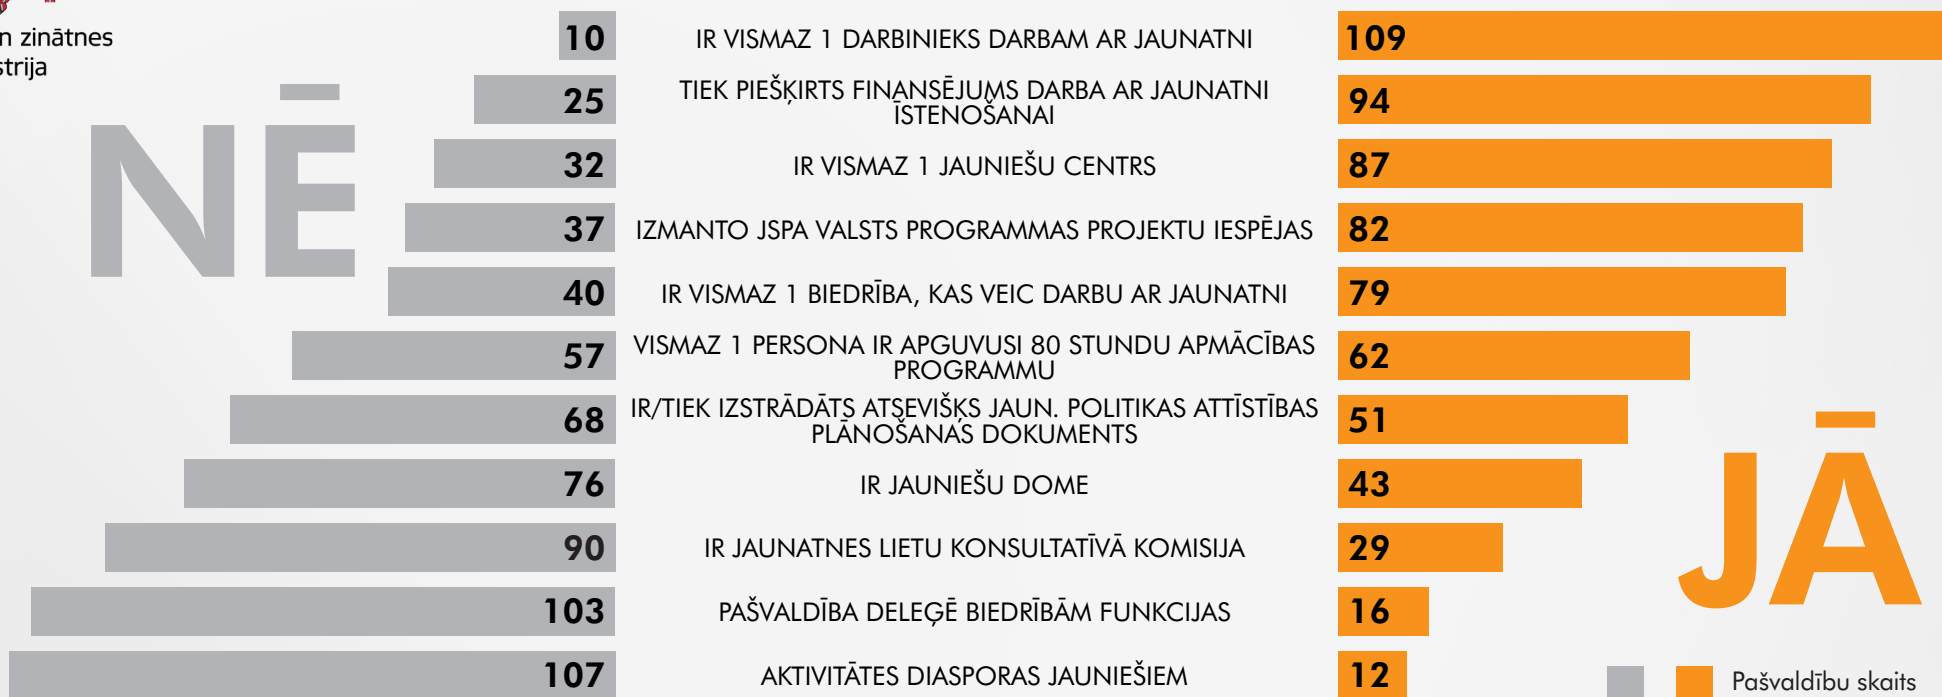 n zinātnes
strija
NĒ
10 IR VISMAZ 1 DARBINIEKS DARBAM AR JAUNATNI 109
25 TIEK PIEŠĶIRTS FINANSĒJUMS DARBA AR JAUNATNI 94
ĪSTENOŠANAI
32 IR VISMAZ 1 JAUNIEŠU CENTRS 87
37 IZMANTO JSPA VALSTS PROGRAMMAS PROJEKTU IESPĒJAS 82
40 IR VISMAZ 1 BIEDRĪBA, KAS VEIC DARBU AR JAUNATNI 79
57 VISMAZ 1 PERSONA IR APGUVUSI 80 STUNDU APMĀCĪBAS 62
PROGRAMMU
68 IR/TIEK IZSTRĀDĀTS ATSEVIŠĶS JAUN. POLITIKAS ATTĪSTĪBAS 51
PLĀNOŠANAS DOKUMENTS
76 IR JAUNIEŠU DOME 43
90 IR JAUNATNES LIETU KONSULTATĪVĀ KOMISIJA 29
103 PAŠVALDĪBA DELEĢĒ BIEDRĪBĀM FUNKCIJAS 16
107 AKTIVITĀTES DIASPORAS JAUNIEŠIEM 12
JĀ
Pašvaldību skaits